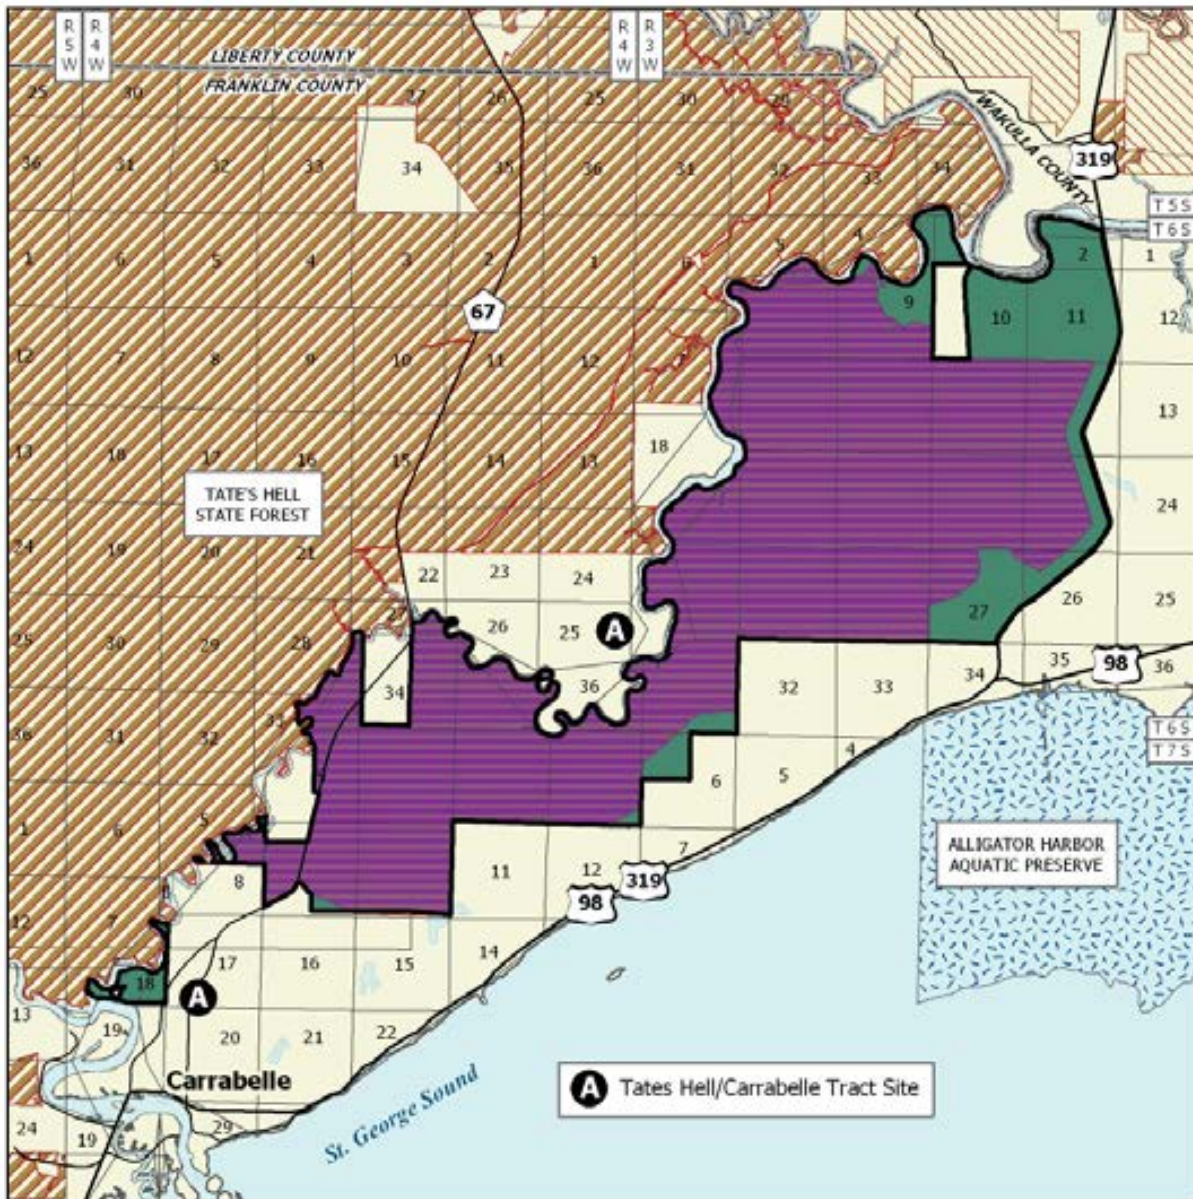 R R
5 4
W W
R R
4 3
W W
LIBERTY COUNTY
FRANKLIN COUNTY
WAKULLA COUNTY
319
25 30 27 26 25 30 29
36 31 32 33 34 35 36 31 32 33 34
T 5 S
T 6 S
1 6 5 4 3 2 1 6 5 4 2 1
67
9 10 11 12
12 7 8 9 10 11 12
13 18 17 16 15 14 13 18 13
TATE'S HELL
STATE FOREST
24 19 20 21 24
22 23 24
27 26 25 A 27 26 25
25 30 29 28
36 34 32 33 34 35 98 36
36 31 32 33
T 6 S
T 7 S
1 6 5 6 5 4
ALLIGATOR HARBOR
AQUATIC PRESERVE
8 11 12 7
319
98
12 7
17 16 15 14
18 A
13 19 20 21 22
Carrabelle
A Tates Hell/Carrabelle Tract Site
St. George Sound
24 19 29